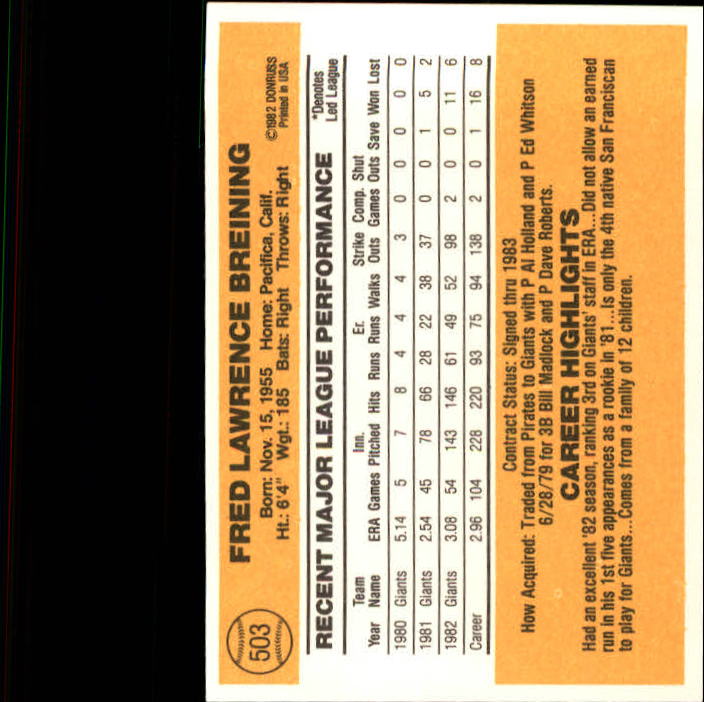 503
FRED LAWRENCE BREINING
Born: Nov. 15, 1955 Home: Pacifica, Calif.
Ht.: 6'4" Wgt.: 185 Bats: Right Throws: Right
©1982 DONRUSS
Printed in USA
RECENT MAJOR LEAGUE PERFORMANCE
*Denotes
Led League
Team Inn. Er. Strike Comp. Shut
Year Name ERA Games Pitched Hits Runs Runs Walks Outs Games Outs Save Won Lost
1980 Giants 5.14 5 7 8 4 4 4 3 0 0 0 0 0
1981 Giants 2.54 45 78 66 28 22 38 37 0 0 1 5 2
1982 Giants 3.08 54 143 146 61 49 52 98 2 0 0 11 6
Career 2.96 104 228 220 93 75 94 138 2 0 1 16 8
Contract Status: Signed thru 1983
How Acquired: Traded from Pirates to Giants with P Al Holland and P Ed Whitson
6/28/79 for 3B Bill Madlock and P Dave Roberts.
CAREER HIGHLIGHTS
Had an excellent '82 season, ranking 3rd on Giants' staff in ERA...Did not allow an earned
run in his 1st five appearances as a rookie in '81...Is only the 4th native San Franciscan
to play for Giants...Comes from a family of 12 children.